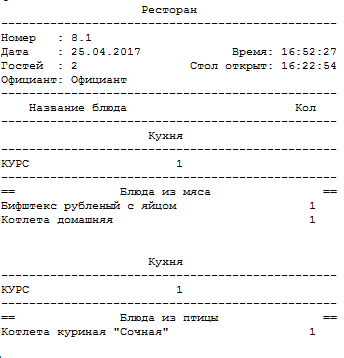 Ресторан
Номер : 8.1
Дата : 25.04.2017 Время: 16:52:27
Гостей : 2 Стол открыт: 16:22:54
Официант: Официант
Название блюда Кол
Кухня
КУРС 1
== Блюда из мяса ==
Бифштекс рубленый с яйцом 1
Котлета домашняя 1
Кухня
КУРС 1
== Блюда из птицы ==
Котлета куриная "Сочная" 1